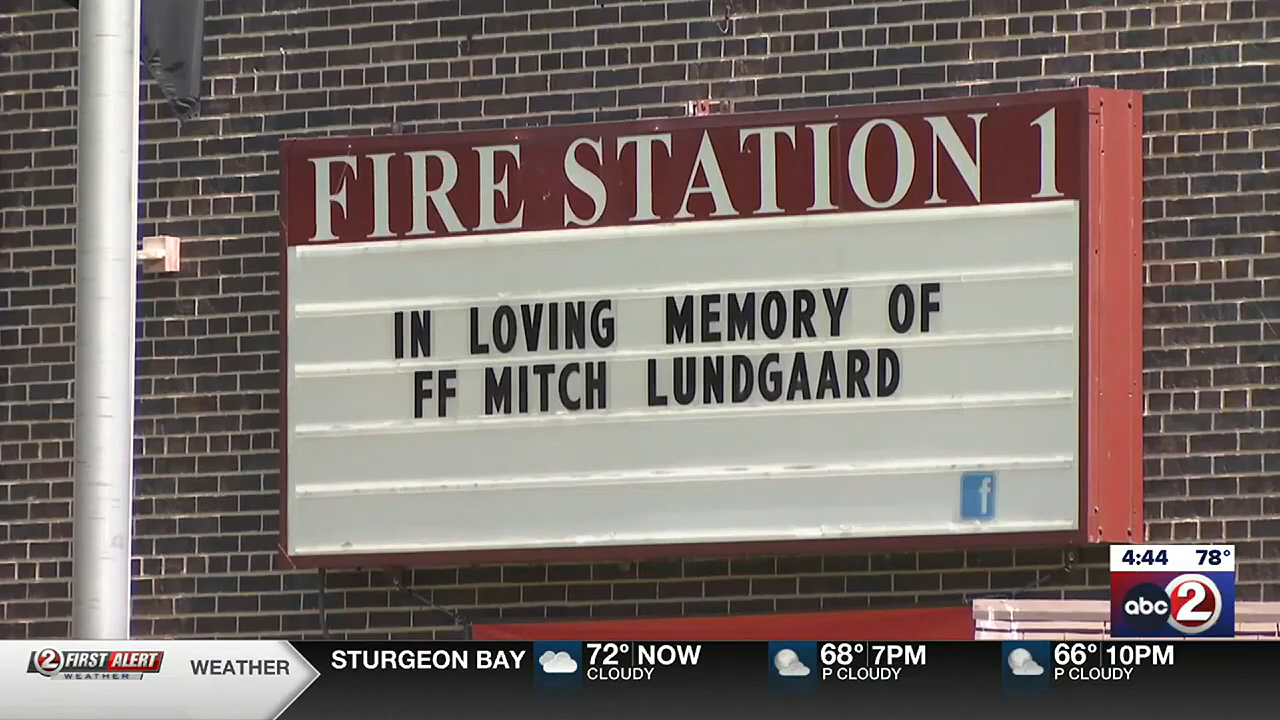 FIRE STATION 1
IN LOVING MEMORY OF
FF MITCH LUNDGAARD
f
4:44 78°
abc 2
2 FIRST ALERT
WEATHER
WEATHER
STURGEON BAY
72° NOW
CLOUDY
68° 7PM
P CLOUDY
66° 10PM
P CLOUDY